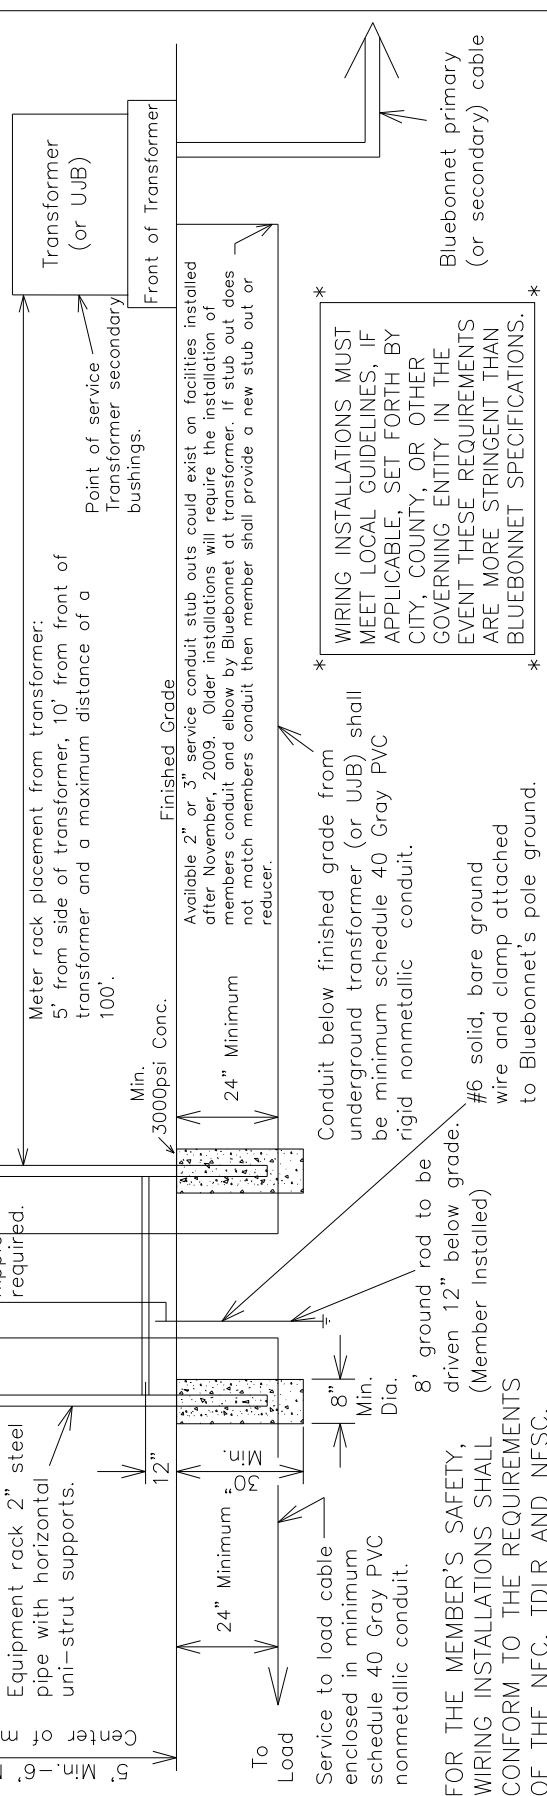 Transformer
(or UJB)
Front of Transformer
Point of service
Transformer secondary
bushings.
Meter rack placement from transformer:
5' from side of transformer, 10' from front of
transformer and a maximum distance of a
100'.
required.
Equipment rack 2" steel
pipe with horizontal
uni-strut supports.
Center of m
5' Min.-6'
Min.
3000psi Conc.
Finished Grade
Available 2" or 3" service conduit stub outs could exist on facilities installed
after November, 2009. Older installations will require the installation of
members conduit and elbow by Bluebonnet at transformer. If stub out does
not match members conduit then member shall provide a new stub out or
reducer.
12"
30"
Min.
24" Minimum
24" Minimum
8"
Min.
Dia.
To
Load
Service to load cable
enclosed in minimum
schedule 40 Gray PVC
nonmetallic conduit.
8' ground rod to be
driven 12" below grade.
(Member Installed)
#6 solid, bare ground
wire and clamp attached
to Bluebonnet's pole ground.
Conduit below finished grade from
underground transformer (or UJB) shall
be minimum schedule 40 Gray PVC
rigid nonmetallic conduit.
Bluebonnet primary
(or secondary) cable
* *
WIRING INSTALLATIONS MUST
MEET LOCAL GUIDELINES, IF
APPLICABLE, SET FORTH BY
CITY, COUNTY, OR OTHER
GOVERNING ENTITY IN THE
EVENT THESE REQUIREMENTS
ARE MORE STRINGENT THAN
BLUEBONNET SPECIFICATIONS.
* *
FOR THE MEMBER'S SAFETY,
WIRING INSTALLATIONS SHALL
CONFORM TO THE REQUIREMENTS
OF THE NEC, TDLR AND NESC.